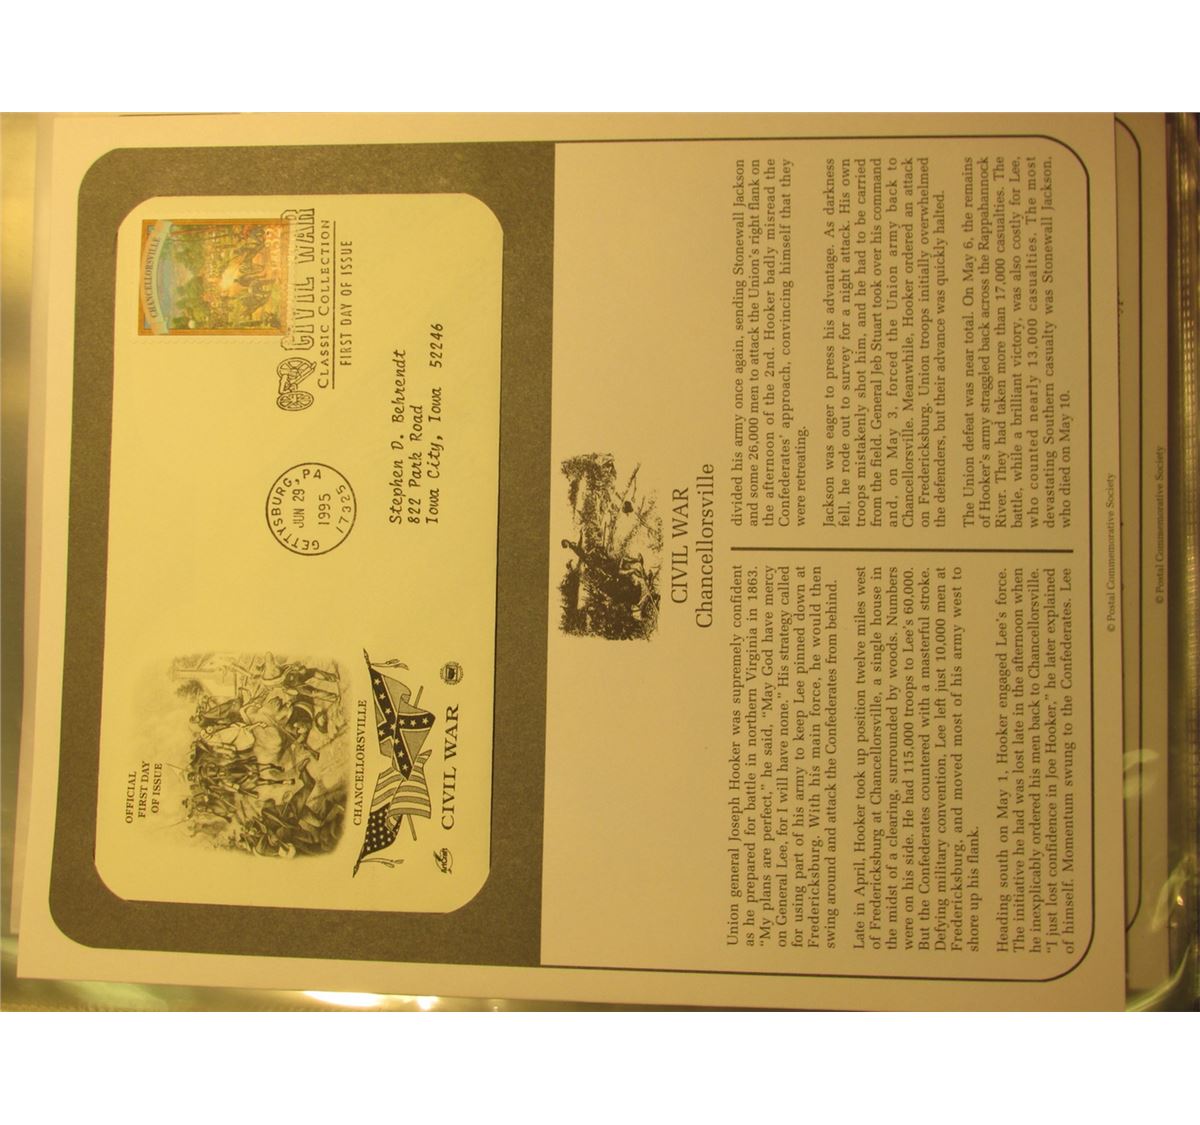 OFFICIAL
FIRST DAY
OF ISSUE
CHANCELLORSVILLE
CIVIL WAR
ArtCraft
GETTYSBURG, PA
JUN 29
1995
17325
CHANCELLORSVILLE
32
CIVIL WAR
CLASSIC COLLECTION
FIRST DAY OF ISSUE
Stephen D. Behrendt
822 Park Road
Iowa City, Iowa 52246
CIVIL WAR
Chancellorsville
Union general Joseph Hooker was supremely confident
as he prepared for battle in northern Virginia in 1863.
“My plans are perfect,” he said, “May God have mercy
on General Lee, for I will have none.” His strategy called
for using part of his army to keep Lee pinned down at
Fredericksburg. With his main force, he would then
swing around and attack the Confederates from behind.
Late in April, Hooker took up position twelve miles west
of Fredericksburg at Chancellorsville, a single house in
the midst of a clearing, surrounded by woods. Numbers
were on his side. He had 115,000 troops to Lee’s 60,000.
But the Confederates countered with a masterful stroke.
Defying military convention, Lee left just 10,000 men at
Fredericksburg, and moved most of his army west to
shore up his flank.
Heading south on May 1, Hooker engaged Lee’s force.
The initiative he had was lost late in the afternoon when
he inexplicably ordered his men back to Chancellorsville.
“I just lost confidence in Joe Hooker,” he later explained
of himself. Momentum swung to the Confederates. Lee
divided his army once again, sending Stonewall Jackson
and some 26,000 men to attack the Union’s right flank on
the afternoon of the 2nd. Hooker badly misread the
Confederates’ approach, convincing himself that they
were retreating.
Jackson was eager to press his advantage. As darkness
fell, he rode out to survey for a night attack. His own
troops mistakenly shot him, and he had to be carried
from the field. General Jeb Stuart took over his command
and, on May 3, forced the Union army back to
Chancellorsville. Meanwhile, Hooker ordered an attack
on Fredericksburg. Union troops initially overwhelmed
the defenders, but their advance was quickly halted.
The Union defeat was near total. On May 6, the remains
of Hooker’s army straggled back across the Rappahannock
River. They had taken more than 17,000 casualties. The
battle, while a brilliant victory, was also costly for Lee,
who counted nearly 13,000 casualties. The most
devastating Southern casualty was Stonewall Jackson,
who died on May 10.
© Postal Commemorative Society
© Postal Commemorative Society